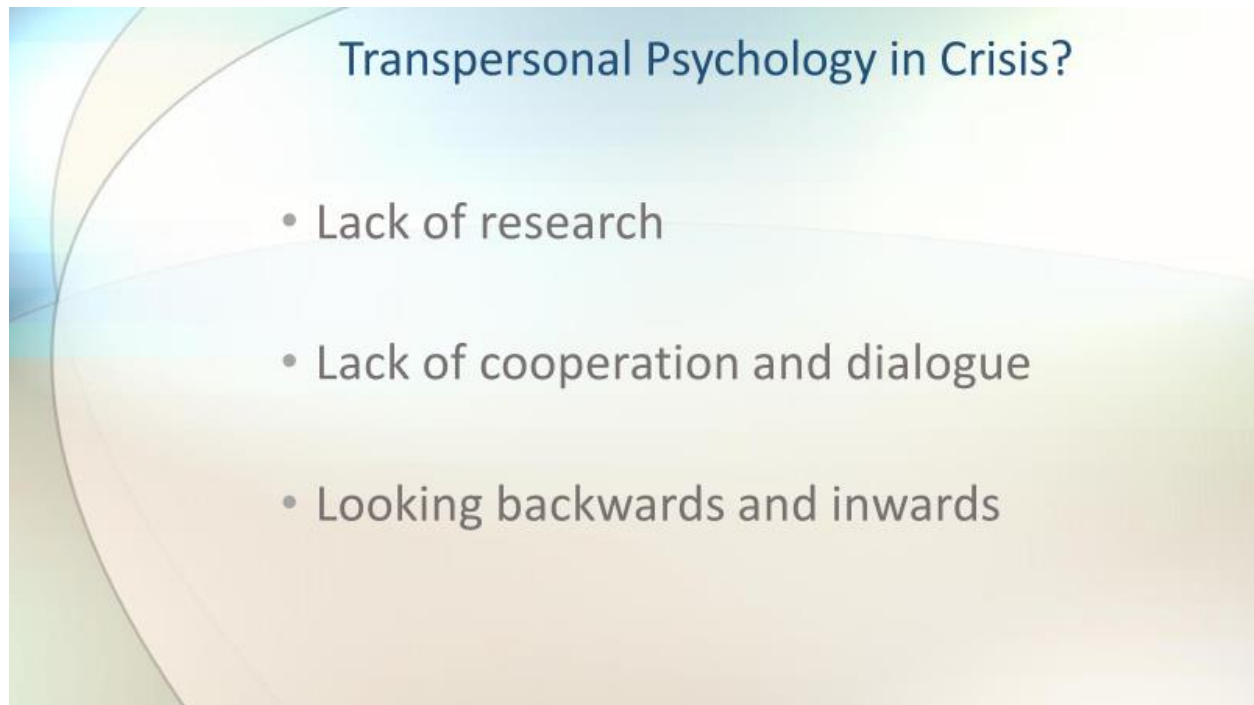 Transpersonal Psychology in Crisis?
• Lack of research
• Lack of cooperation and dialogue
• Looking backwards and inwards